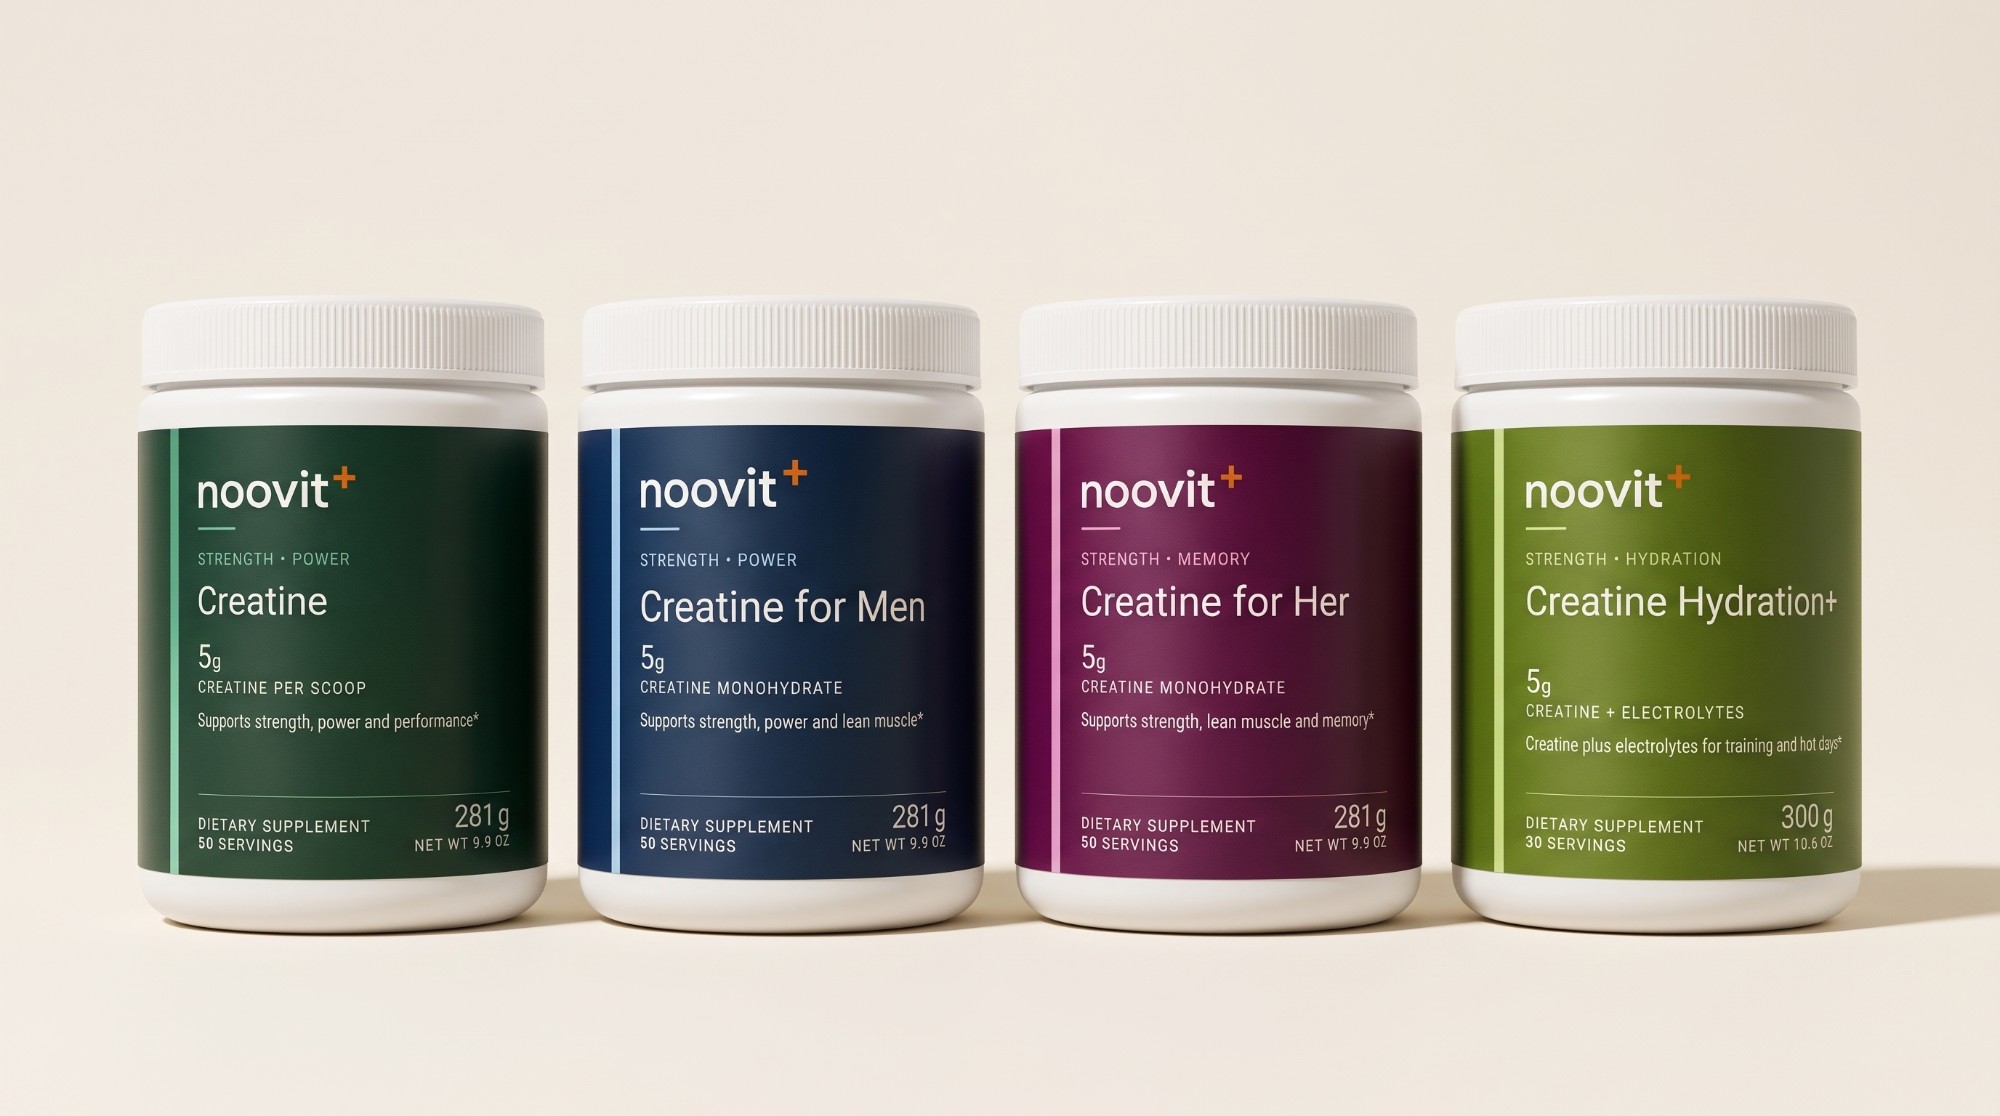 noovit+
STRENGTH • POWER
Creatine
5g
CREATINE PER SCOOP
Supports strength, power and performance*
DIETARY SUPPLEMENT
50 SERVINGS
281 g
NET WT 9.9 OZ
noovit+
STRENGTH • POWER
Creatine for Men
5g
CREATINE MONOHYDRATE
Supports strength, power and lean muscle*
DIETARY SUPPLEMENT
50 SERVINGS
281 g
NET WT 9.9 OZ
noovit+
STRENGTH • MEMORY
Creatine for Her
5g
CREATINE MONOHYDRATE
Supports strength, lean muscle and memory*
DIETARY SUPPLEMENT
50 SERVINGS
281 g
NET WT 9.9 OZ
noovit+
STRENGTH • HYDRATION
Creatine Hydration+
5g
CREATINE + ELECTROLYTES
Creatine plus electrolytes for training and hot days*
DIETARY SUPPLEMENT
30 SERVINGS
300 g
NET WT 10.6 OZ